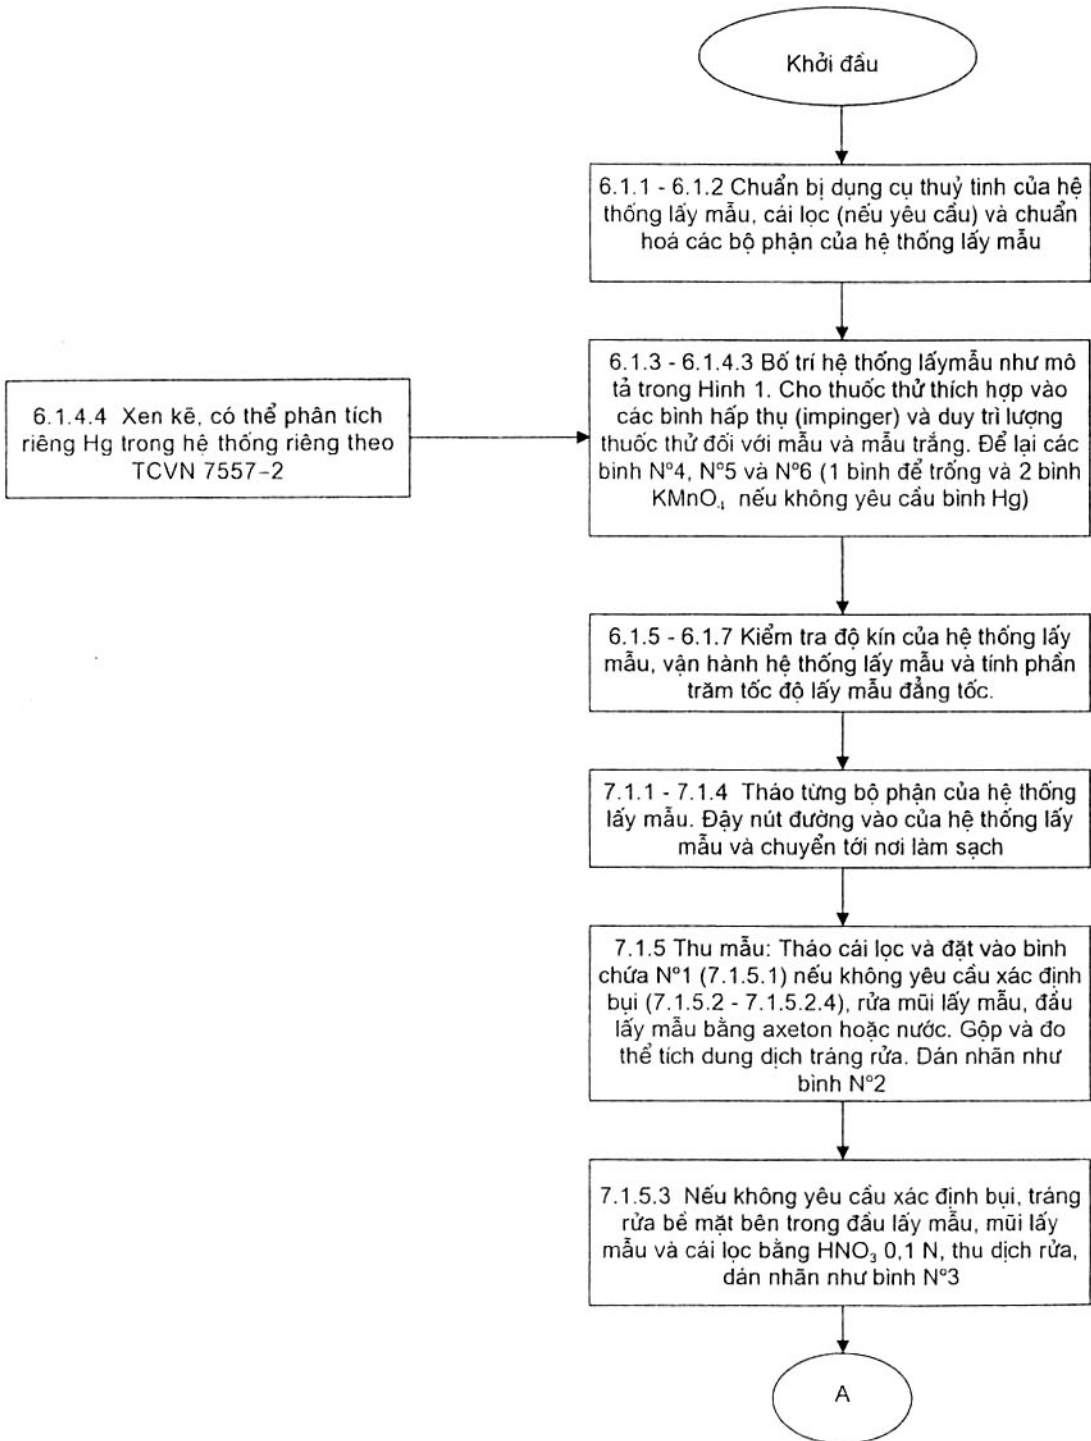 Khởi đầu
6.1.1 - 6.1.2 Chuẩn bị dụng cụ thuỷ tinh của hệ
thống lấy mẫu, cái lọc (nếu yêu cầu) và chuẩn
hoá các bộ phận của hệ thống lấy mẫu
6.1.4.4 Xen kẽ, có thể phân tích
riêng Hg trong hệ thống riêng theo
TCVN 7557-2
6.1.3 - 6.1.4.3 Bố trí hệ thống lấymẫu như mô
tả trong Hình 1. Cho thuốc thử thích hợp vào
các bình hấp thụ (impinger) và duy trì lượng
thuốc thử đối với mẫu và mẫu trắng. Để lại các
bình Nº4, Nº5 và Nº6 (1 bình để trống và 2 bình
KMnO₄ nếu không yêu cầu bình Hg)
6.1.5 - 6.1.7 Kiểm tra độ kín của hệ thống lấy
mẫu, vận hành hệ thống lấy mẫu và tính phần
trăm tốc độ lấy mẫu đẳng tốc.
7.1.1 - 7.1.4 Tháo từng bộ phận của hệ thống
lấy mẫu. Đậy nút đường vào của hệ thống lấy
mẫu và chuyển tới nơi làm sạch
7.1.5 Thu mẫu: Tháo cái lọc và đặt vào bình
chứa Nº1 (7.1.5.1) nếu không yêu cầu xác định
bụi (7.1.5.2 - 7.1.5.2.4), rửa mũi lấy mẫu, đầu
lấy mẫu bằng axeton hoặc nước. Gộp và đo
thể tích dung dịch tráng rửa. Dán nhãn như
bình Nº2
7.1.5.3 Nếu không yêu cầu xác định bụi, tráng
rửa bề mặt bên trong đầu lấy mẫu, mũi lấy
mẫu và cái lọc bằng HNO₃ 0,1 N, thu dịch rửa,
dán nhãn như bình Nº3
A